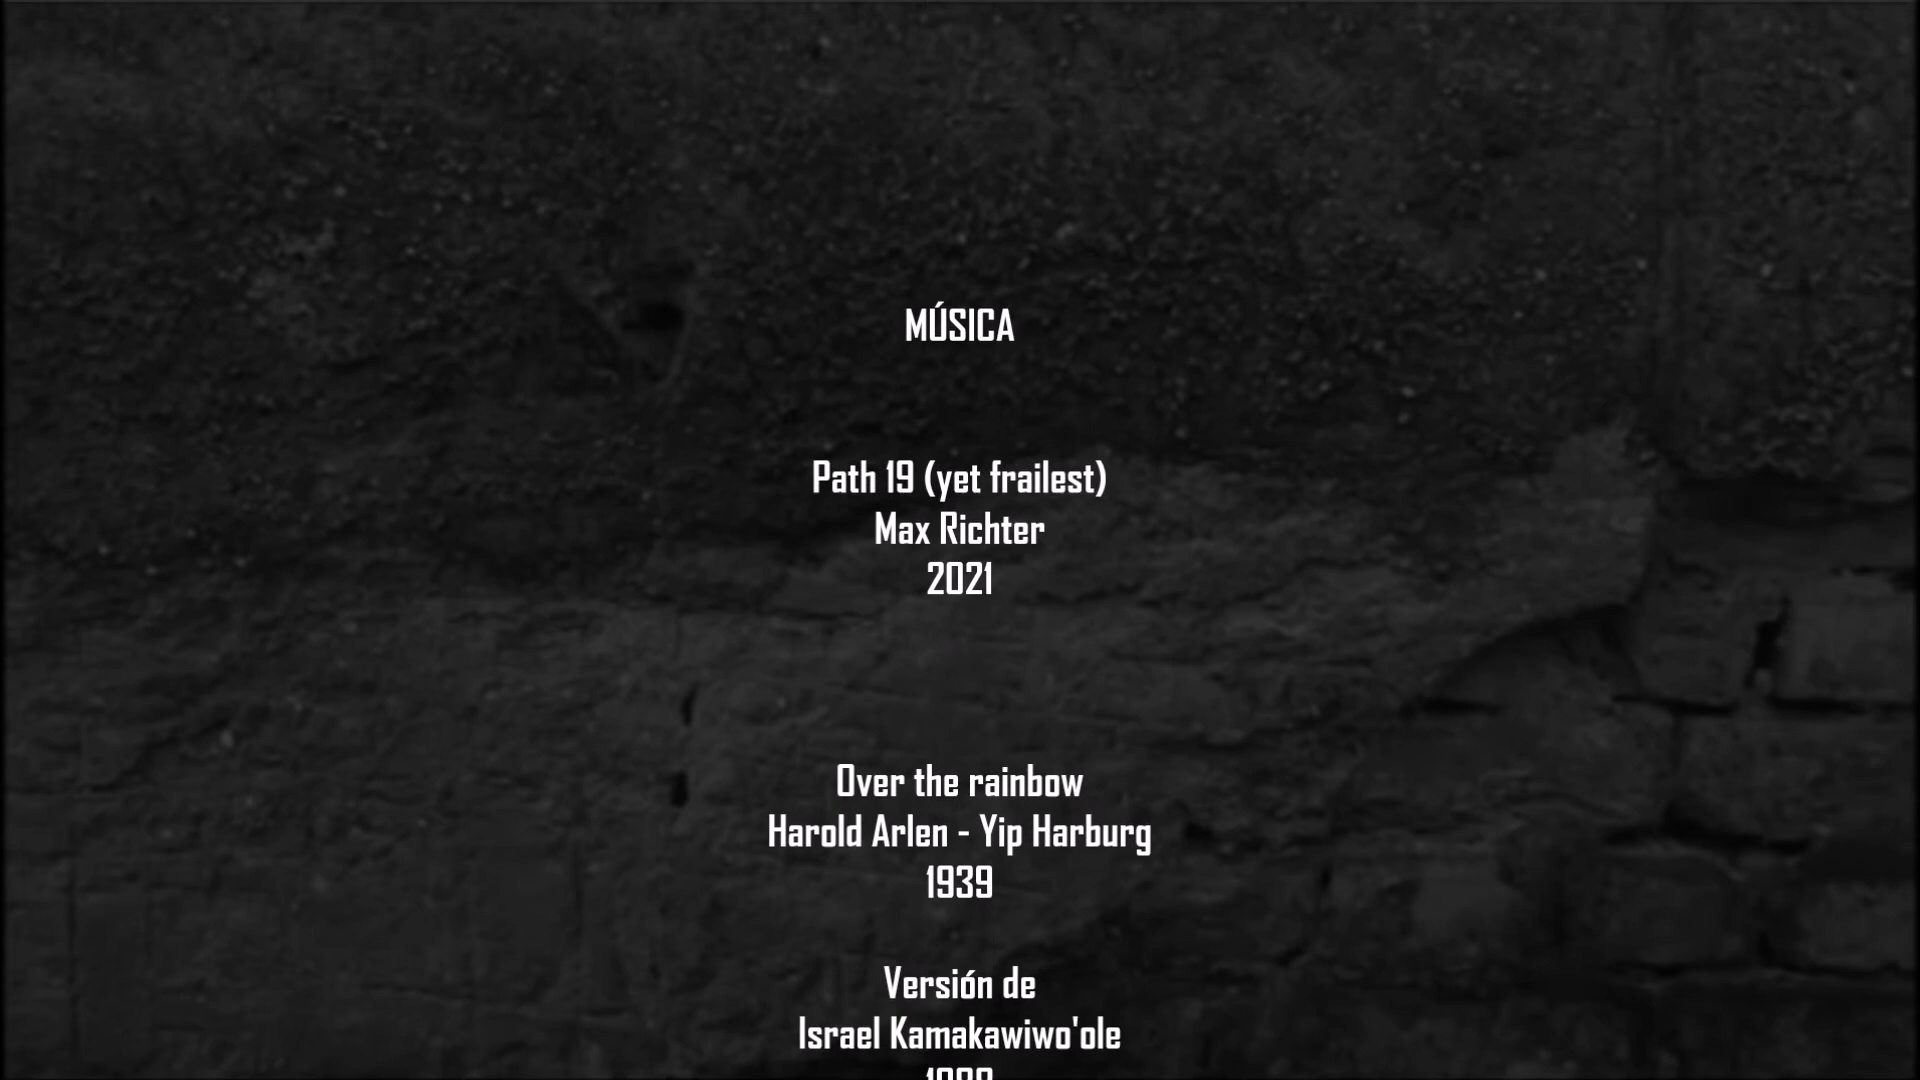 MÚSICA
Path 19 (yet frailest)
Max Richter
2021
Over the rainbow
Harold Arlen - Yip Harburg
1939
Versión de
Israel Kamakawiwo'ole